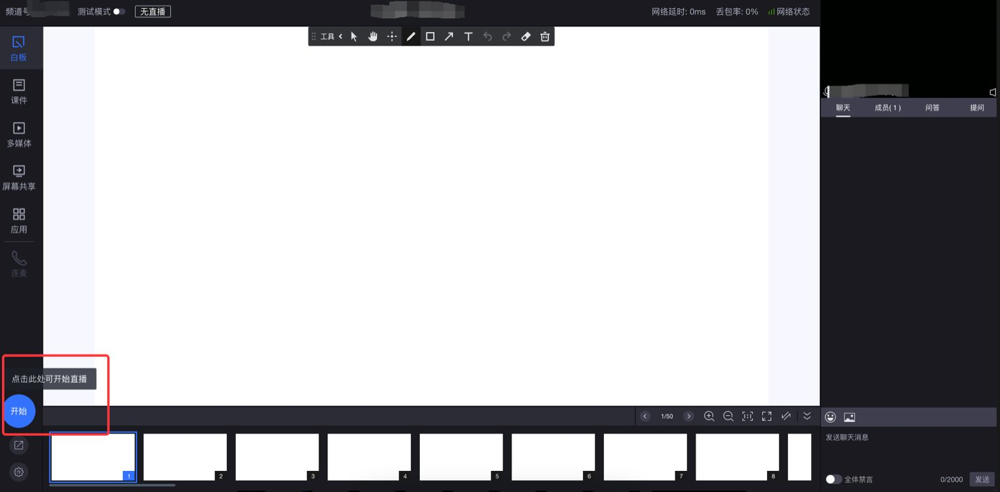 频道号
测试模式
无直播
网络延时: 0ms 丢包率: 0% 网络状态
工具
白板
课件
多媒体
屏幕共享
应用
连麦
点击此处可开始直播
开始
聊天 成员( 1 ) 问答 提问
1/50
1 2 3 4 5 6 7 8
发送聊天消息
全体禁言 0/2000 发送